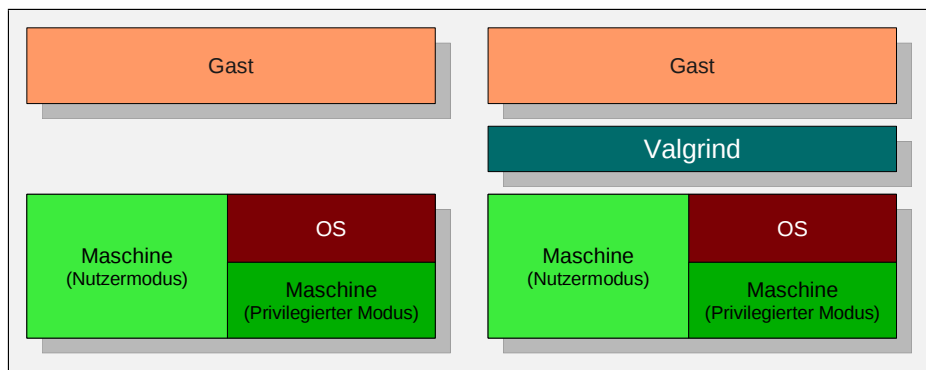 Gast
Maschine
(Nutzermodus)
OS
Maschine
(Privilegierter Modus)
Gast
Valgrind
Maschine
(Nutzermodus)
OS
Maschine
(Privilegierter Modus)